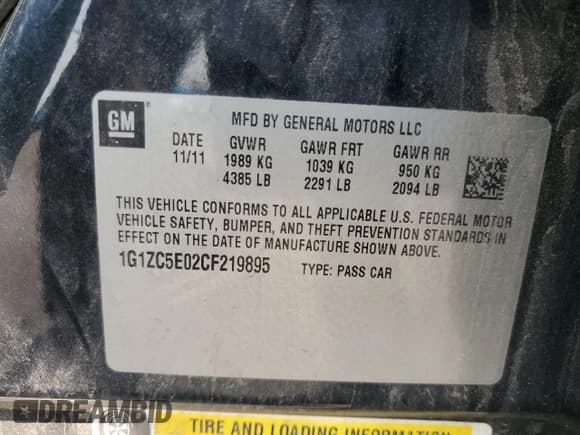 GM
MFD BY GENERAL MOTORS LLC
DATE GVWR GAWR FRT GAWR RR
11/11 1989 KG 1039 KG 950 KG
4385 LB 2291 LB 2094 LB
THIS VEHICLE CONFORMS TO ALL APPLICABLE U.S. FEDERAL MOTOR
VEHICLE SAFETY, BUMPER, AND THEFT PREVENTION STANDARDS IN
EFFECT ON THE DATE OF MANUFACTURE SHOWN ABOVE.
1G1ZC5E02CF219895 TYPE: PASS CAR
DREAMBID
TIRE AND LOADING INFORMATION